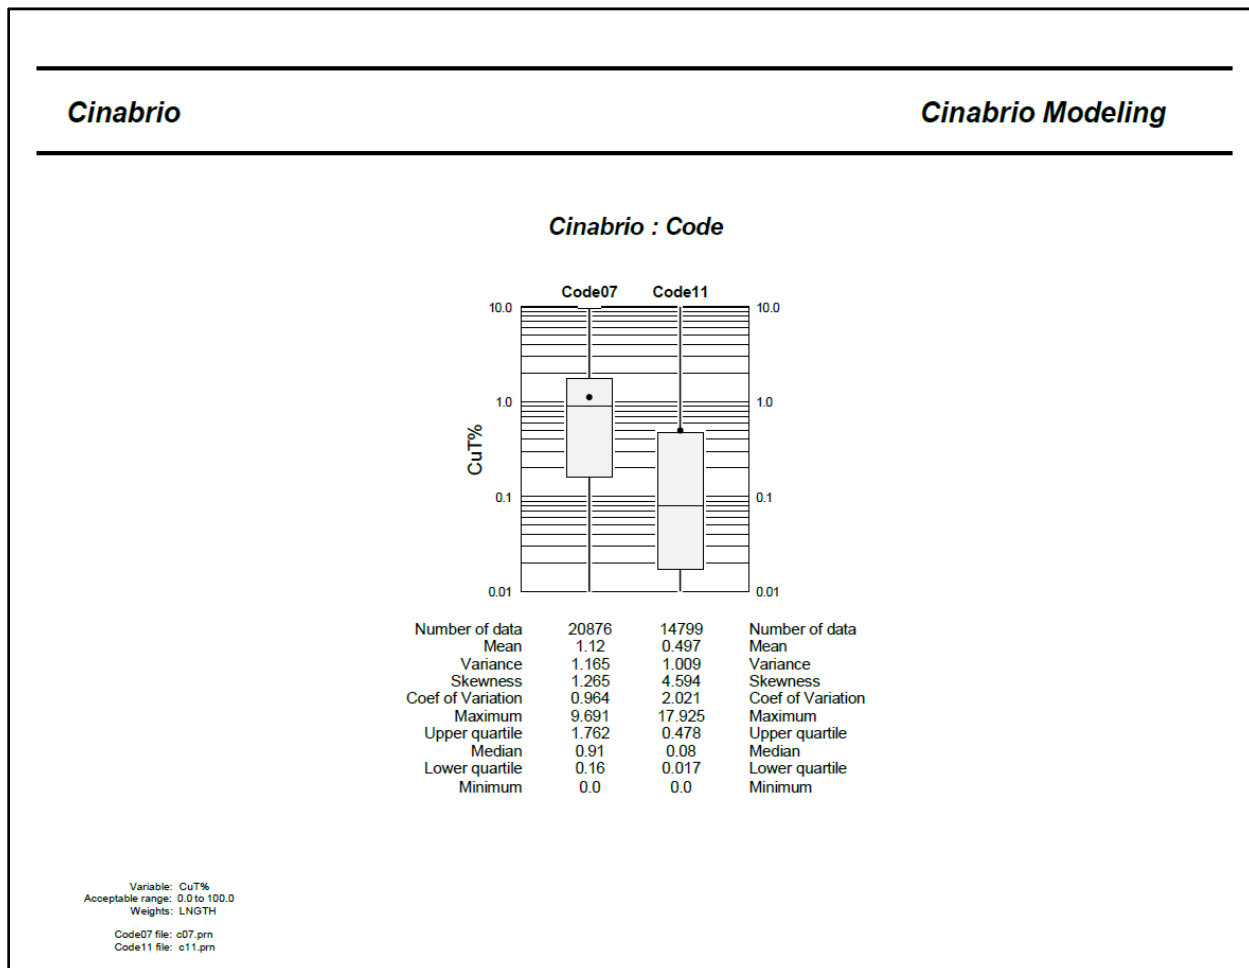 Cinabrio Cinabrio Modeling
Cinabrio : Code
Code07 Code11
10.0 10.0
1.0 1.0
CuT%
0.1 0.1
0.01 0.01
Number of data 20876 14799 Number of data
Mean 1.12 0.497 Mean
Variance 1.165 1.009 Variance
Skewness 1.265 4.594 Skewness
Coef of Variation 0.964 2.021 Coef of Variation
Maximum 9.691 17.925 Maximum
Upper quartile 1.762 0.478 Upper quartile
Median 0.91 0.08 Median
Lower quartile 0.16 0.017 Lower quartile
Minimum 0.0 0.0 Minimum
Variable: CuT%
Acceptable range: 0.0 to 100.0
Weights: LNGTH
Code07 file: c07.prn
Code11 file: c11.prn